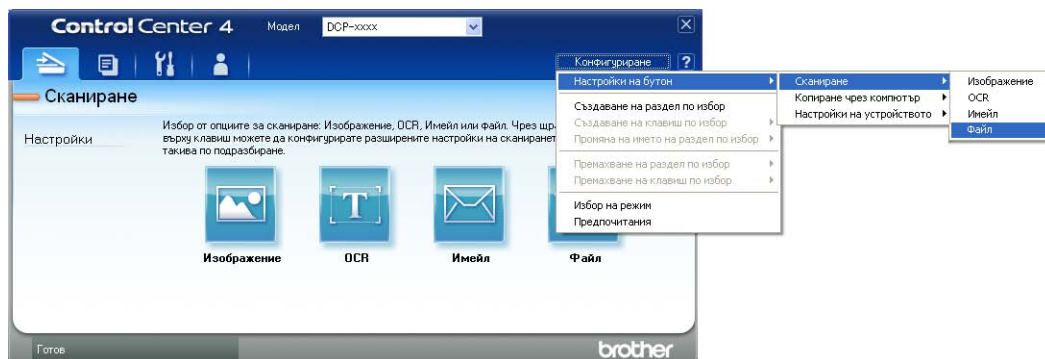 Control Center 4 Модел DCP-xxxx
Конфигуриране ?
Сканиране
Настройки
Избор от опциите за сканиране: Изображение, OCR, Имейл или файл. Чрез
върху клавиш можете да конфигурирате разширените настройки на
такива по подразбиране.
Изображение
OCR
Имейл
Файл
Настройки на бутон
Създаване на раздел по избор
Създаване на клавиш по избор
Промяна на името на раздел по избор
Премахване на раздел по избор
Премахване на клавиш по избор
Избор на режим
Предпочитания
Сканиране
Копиране чрез компютър
Настройки на устройството
Изображение
OCR
Имейл
Файл
Готов
brother